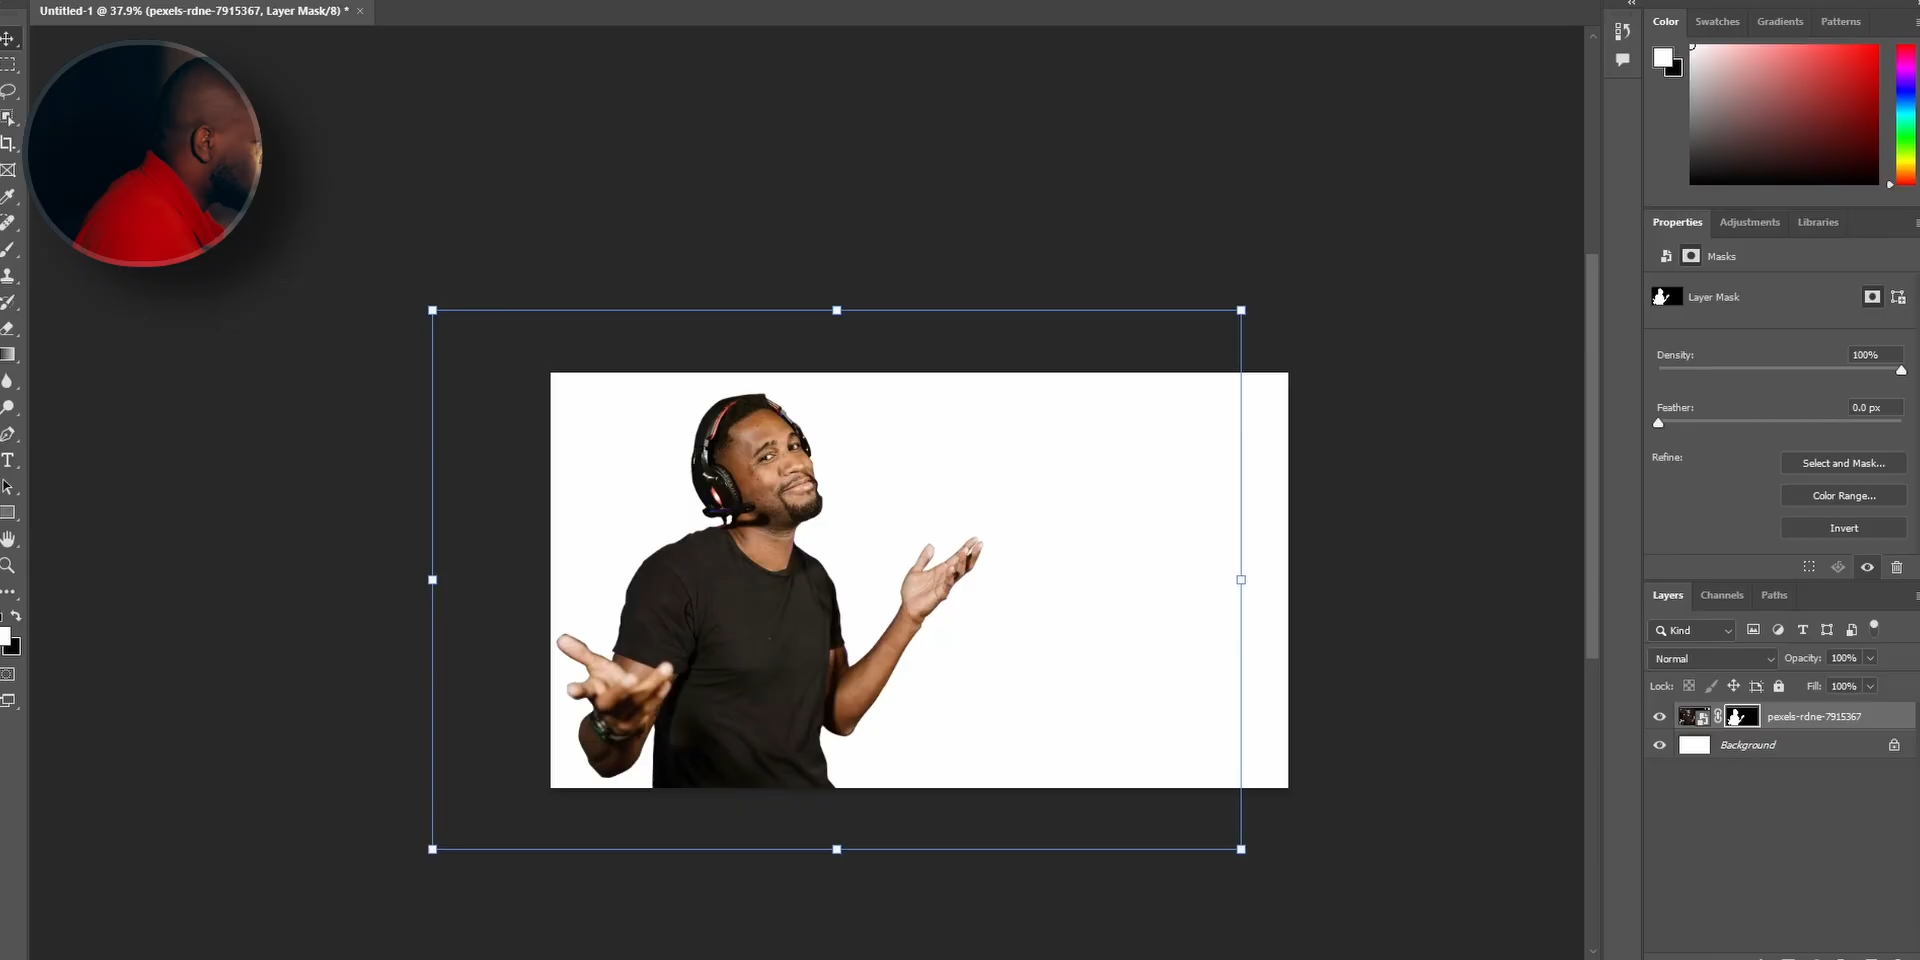 Untitled-1 @ 37.9% (pexels-rdne-7915367, Layer Mask/8) *
Color Swatches Gradients Patterns
Properties Adjustments Libraries
Masks
Layer Mask
Density: 100%
Feather: 0.0 px
Refine: Select and Mask...
Color Range...
Invert
Layers Channels Paths
Kind
Normal Opacity: 100%
Lock: Fill: 100%
pexels-rdne-7915367
Background